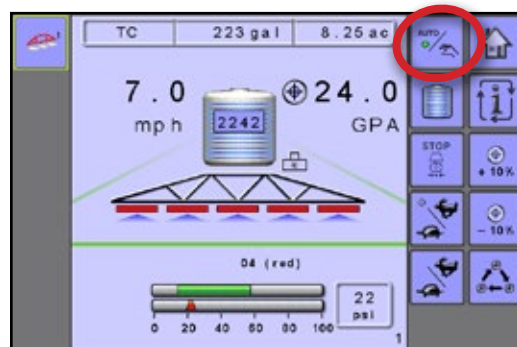 TC 223 gal 8.25 ac
AUTO
7.0 mph
24.0 GPA
2242
STOP
+ 10%
- 10%
04 (red)
22 psi
0 20 40 60 80 100
1